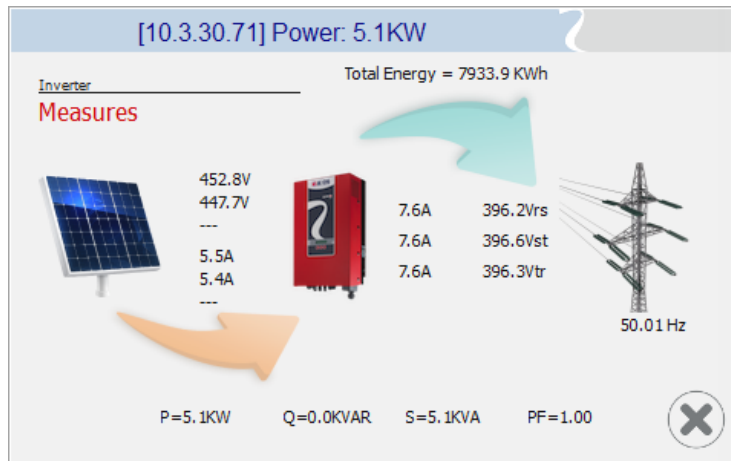 [10.3.30.71] Power: 5.1KW
Total Energy = 7933.9 KWh
Inverter
Measures
452.8V
447.7V
---
5.5A
5.4A
---
7.6A 396.2Vrs
7.6A 396.6Vst
7.6A 396.3Vtr
50.01 Hz
P=5.1KW Q=0.0KVAR S=5.1KVA PF=1.00